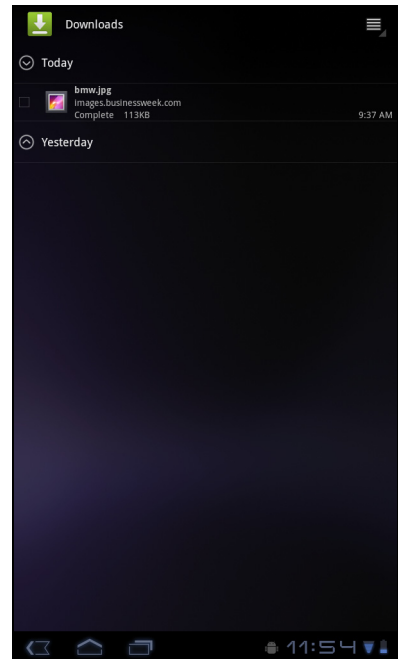 Downloads
Today
bmw.jpg
images.businessweek.com
Complete 113KB 9:37 AM
Yesterday
11:54